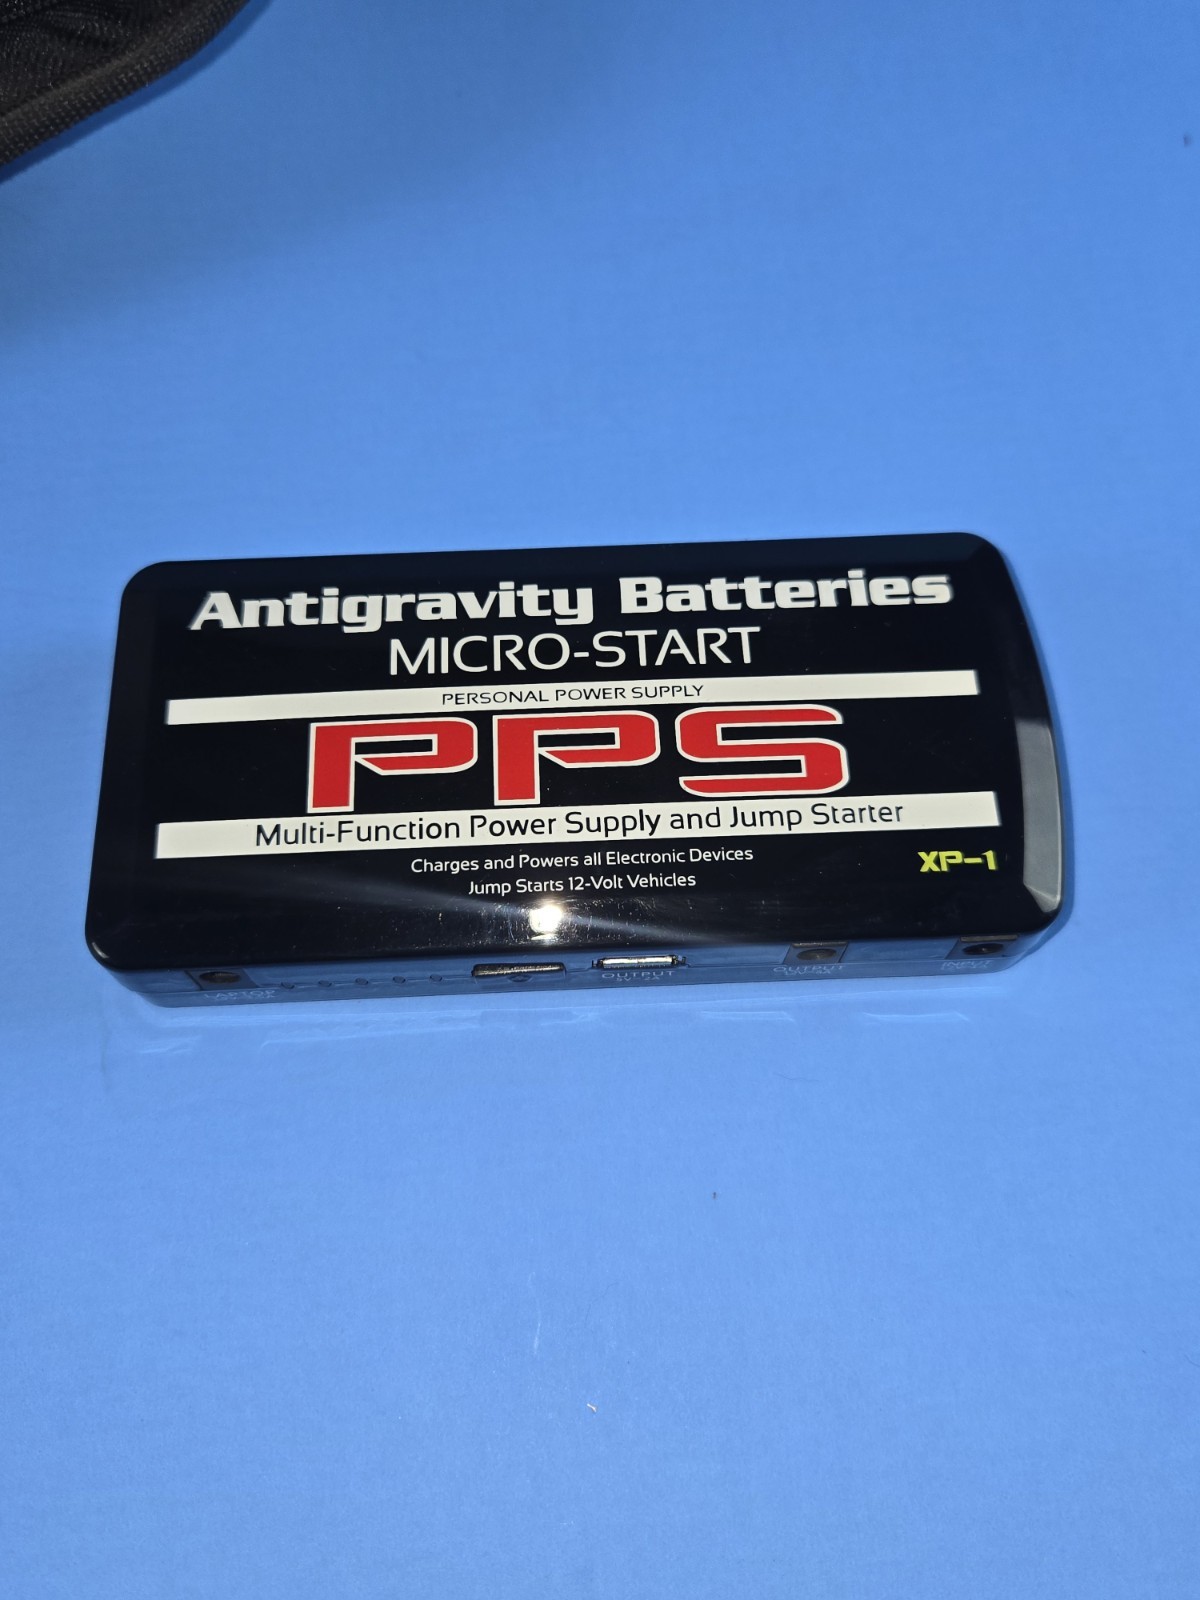 Antigravity Batteries
MICRO-START
PERSONAL POWER SUPPLY
PPS
Multi-Function Power Supply and Jump Starter
Charges and Powers all Electronic Devices
Jump Starts 12-Volt Vehicles
XP-1
LAPTOP
OUTPUT
OUTPUT
INPUT